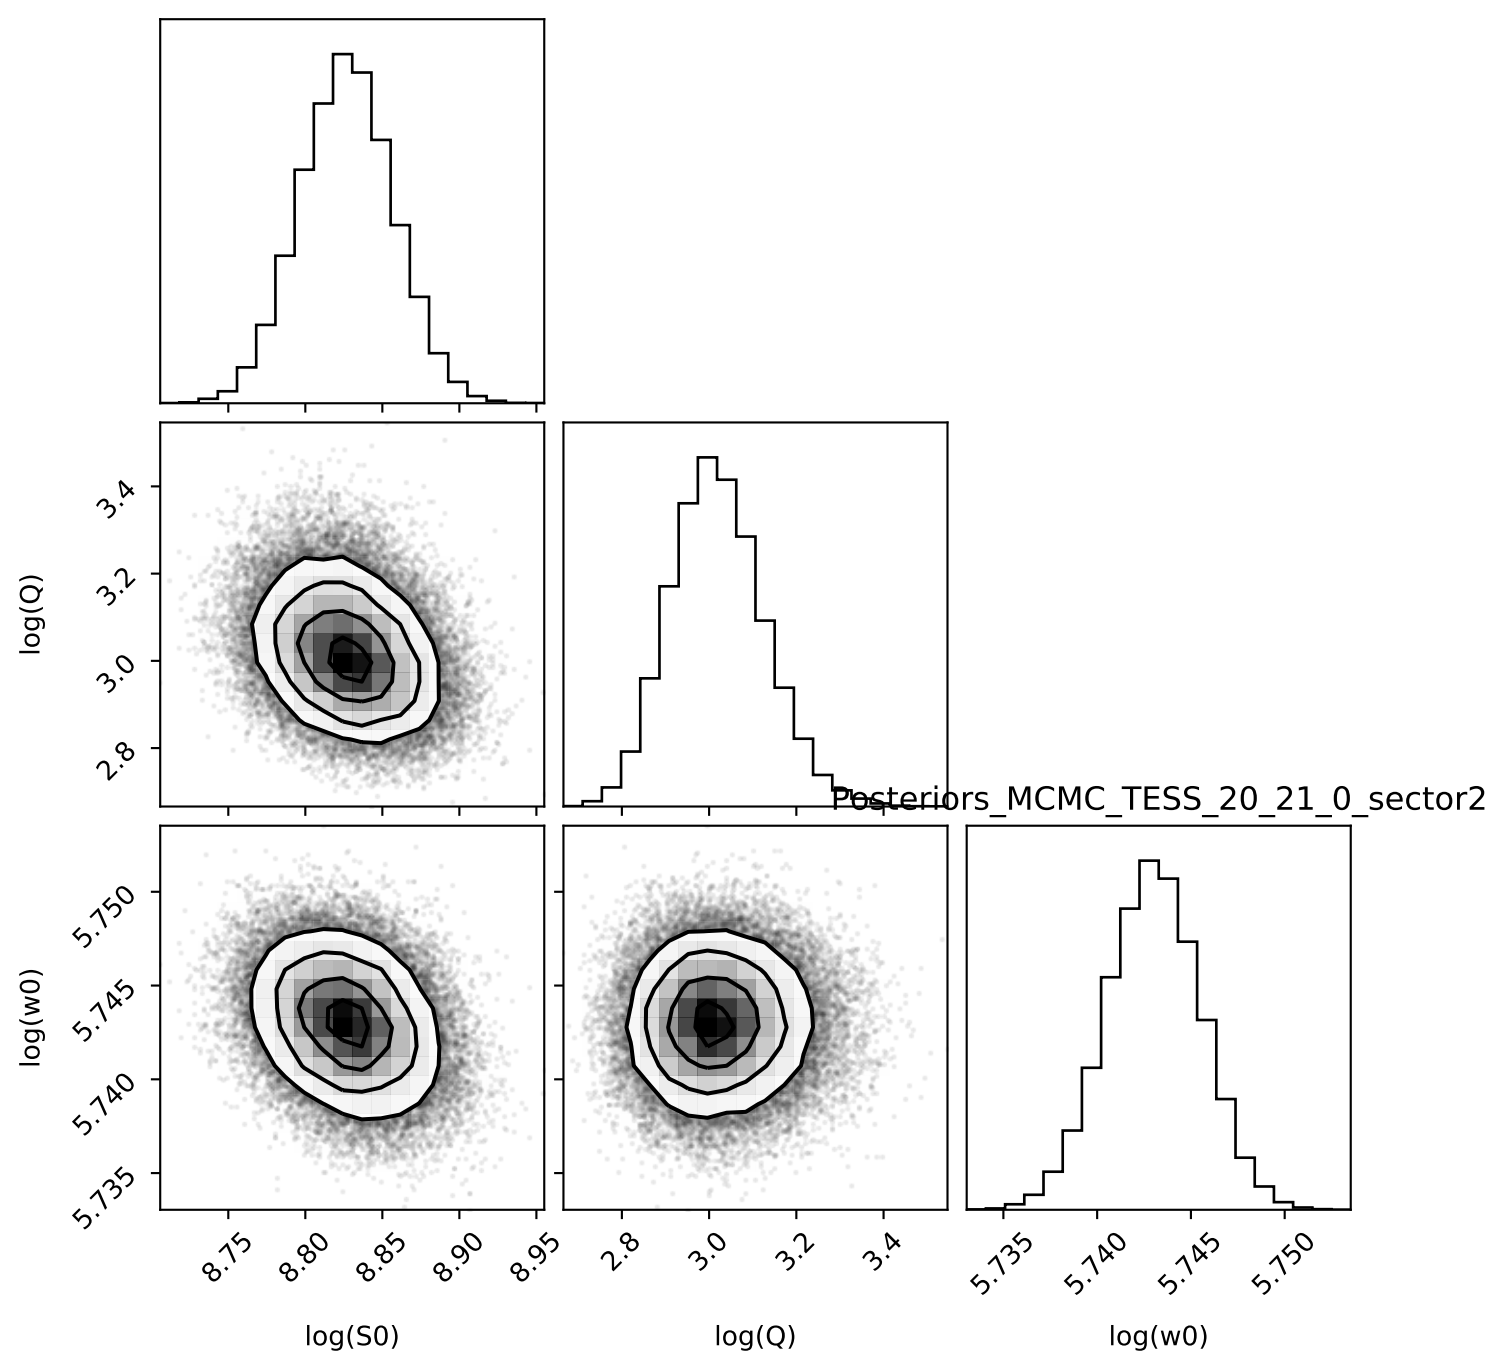 3.4
3.2
3.0
2.8
log(Q)
Posteriors_MCMC_TESS_20_21_0_sector2
5.750
5.745
5.740
5.735
log(w0)
8.75 8.80 8.85 8.90 8.95
2.8 3.0 3.2 3.4
5.735 5.740 5.745 5.750
log(S0)
log(Q)
log(w0)